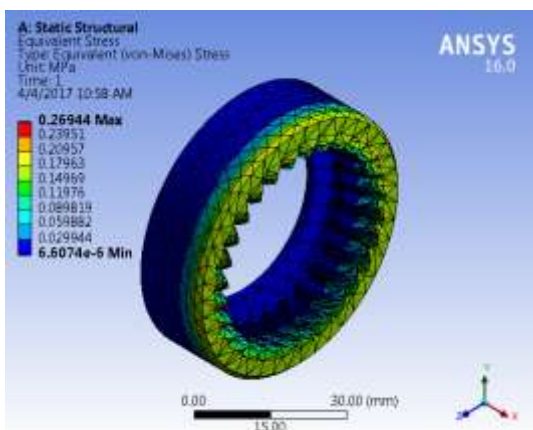 A: Static Structural
Equivalent Stress
Type: Equivalent (von-Mises) Stress
Unit: MPa
Time: 1
4/4/2017 10:58 AM
0.26944 Max
0.23951
0.20957
0.17963
0.14969
0.11976
0.089819
0.059882
0.029944
6.6074e-6 Min
ANSYS
16.0
0.00
30.00 (mm)
15.00
Y
Z
X